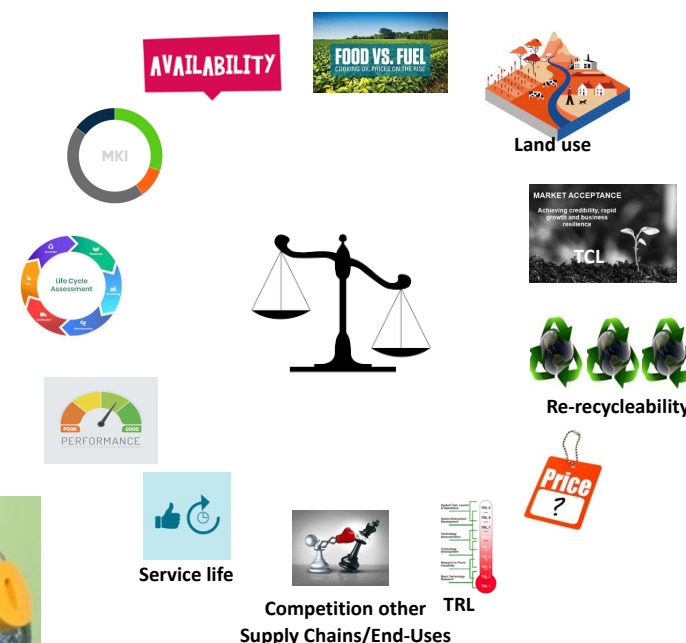 AVAILABILITY
FOOD VS. FUEL
COOKING OIL PRICES ON THE RISE
Land use
MKI
MARKET ACCEPTANCE
Achieving credibility, rapid
growth and business
resilience
TCL
Life Cycle
Assessment
Re-recycleability
POOR
GOOD
PERFORMANCE
Price
?
Service life
Competition other
Supply Chains/End-Uses
TRL